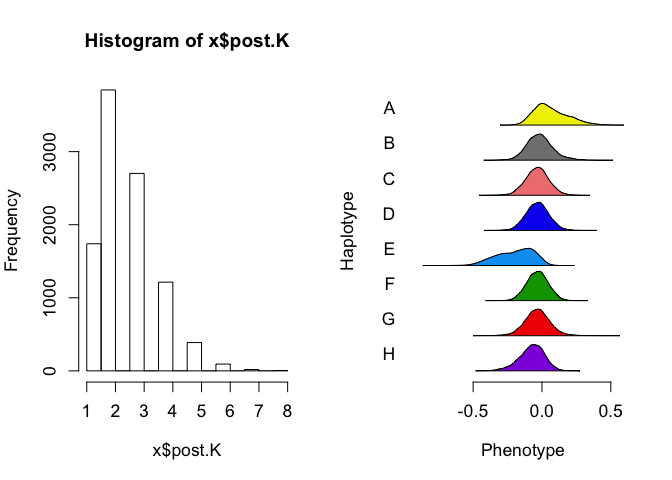 Histogram of x$post.K
Frequency
0
1000
2000
3000
1 2 3 4 5 6 7 8
x$post.K
Haplotype
A
B
C
D
E
F
G
H
-0.5 0.0 0.5
Phenotype